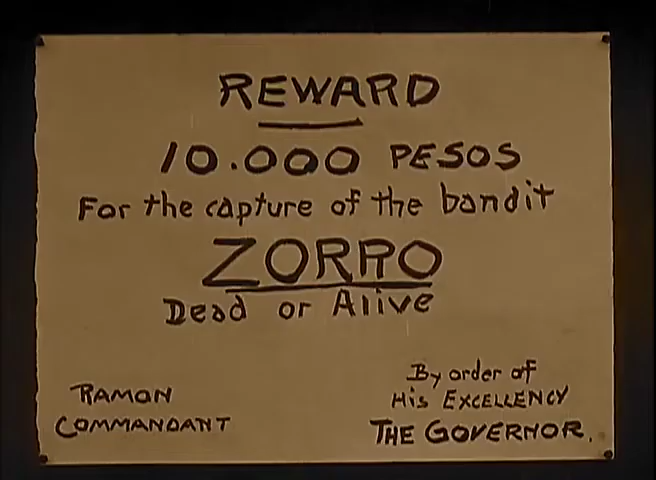 REWARD
10.000 PESOS
For the capture of the bandit
ZORRO
Dead or Alive
RAMON
COMMANDANT
By order of
His EXCELLENCY
THE GOVERNOR.